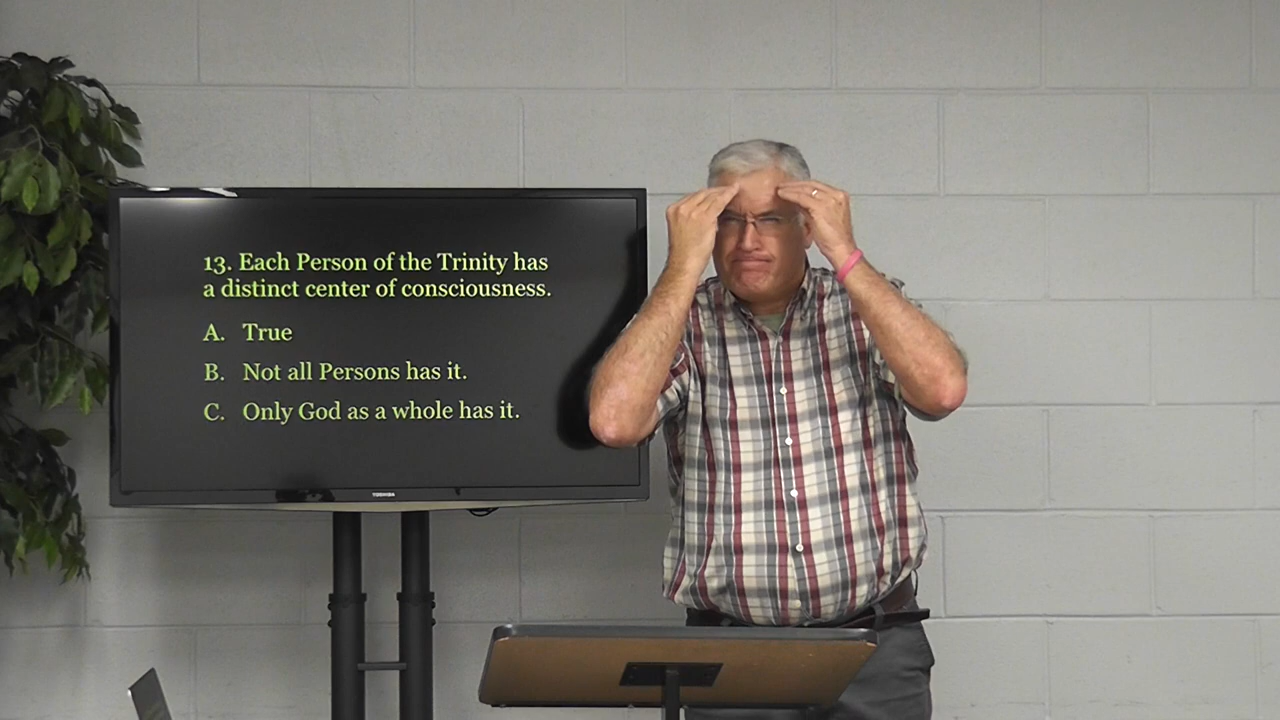 13. Each Person of the Trinity has
a distinct center of consciousness.
A. True
B. Not all Persons has it.
C. Only God as a whole has it.
TOSHIBA